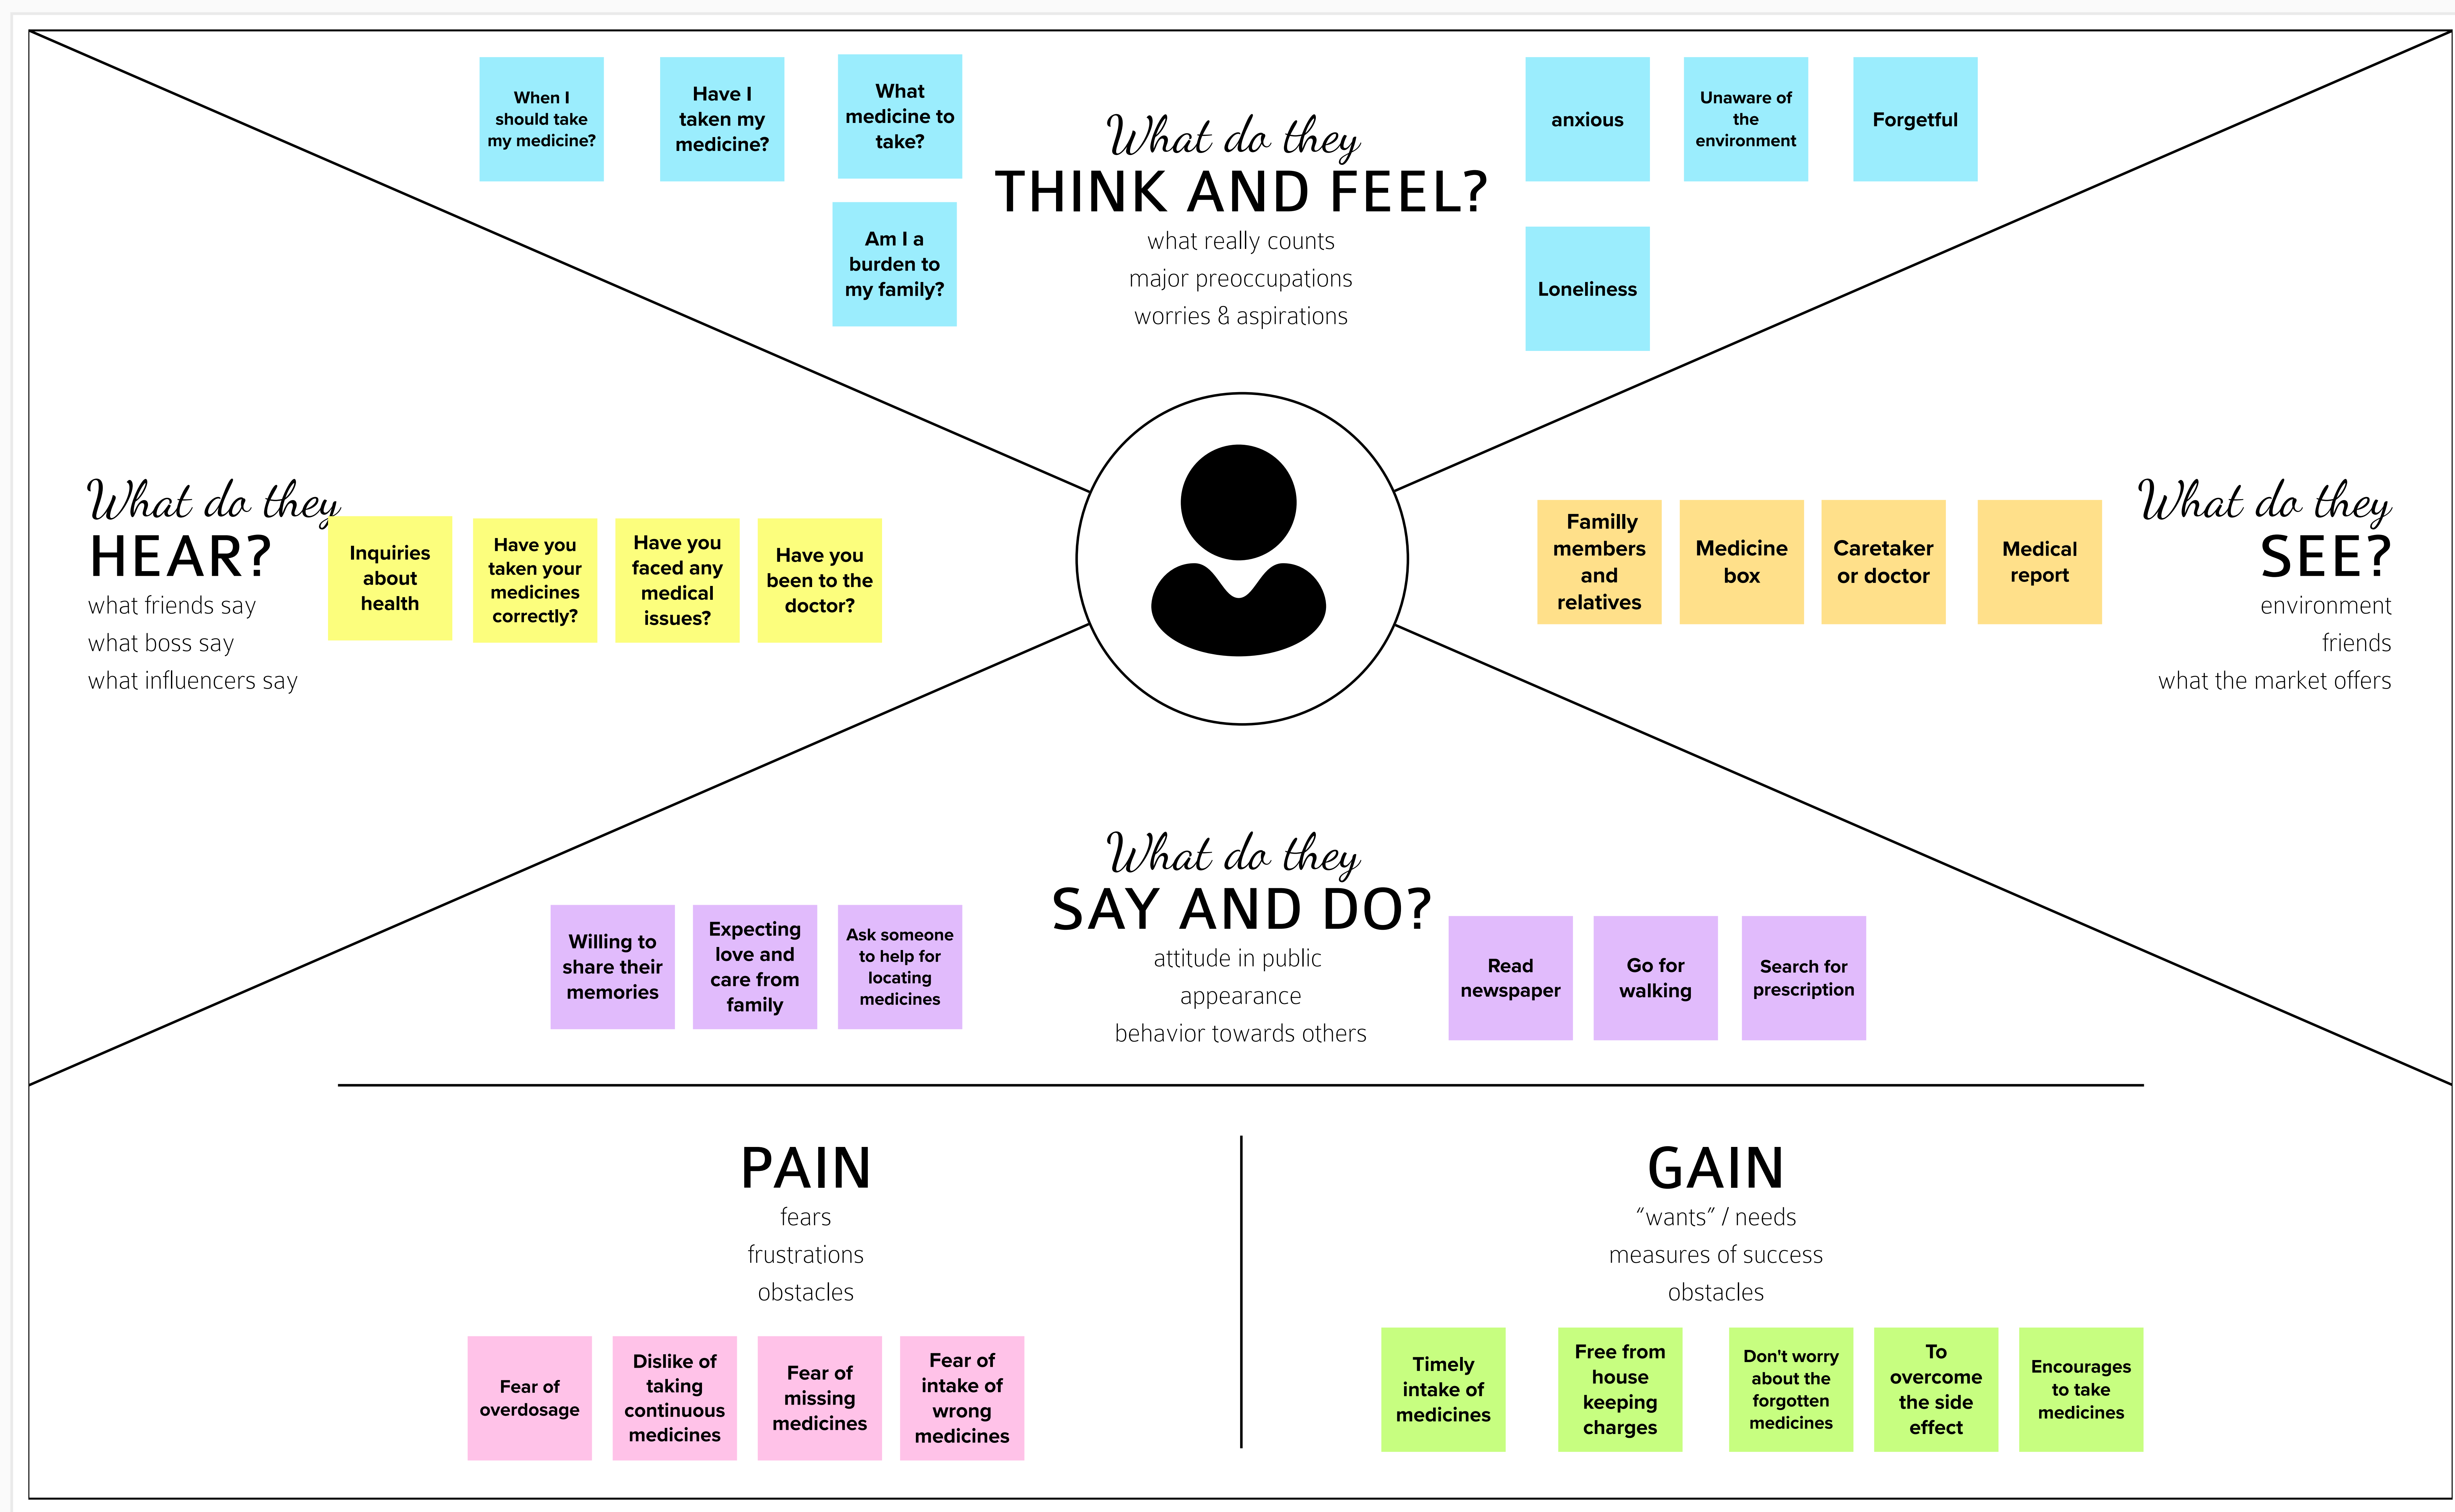 When I
should take
my medicine?
Have I
taken my
medicine?
What
medicine to
take?
Am I a
burden to
my family?
What do they
THINK AND FEEL?
what really counts
major preoccupations
worries & aspirations
anxious
Unaware of
the
environment
Forgetful
Loneliness
What do they
HEAR?
what friends say
what boss say
what influencers say
Inquiries
about
health
Have you
taken your
medicines
correctly?
Have you
faced any
medical
issues?
Have you
been to the
doctor?
Familly
members
and
relatives
Medicine
box
Caretaker
or doctor
Medical
report
What do they
SEE?
environment
friends
what the market offers
What do they
SAY AND DO?
attitude in public
appearance
behavior towards others
Willing to
share their
memories
Expecting
love and
care from
family
Ask someone
to help for
locating
medicines
Read
newspaper
Go for
walking
Search for
prescription
PAIN
fears
frustrations
obstacles
Fear of
overdosage
Dislike of
taking
continuous
medicines
Fear of
missing
medicines
Fear of
intake of
wrong
medicines
GAIN
“wants” / needs
measures of success
obstacles
Timely
intake of
medicines
Free from
house
keeping
charges
Don't worry
about the
forgotten
medicines
To
overcome
the side
effect
Encourages
to take
medicines